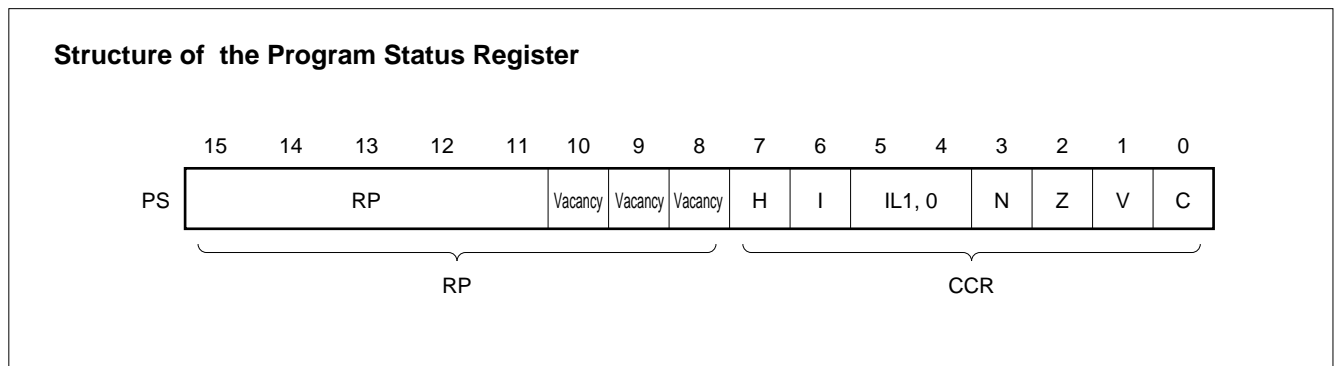 Structure of the Program Status Register
15 14 13 12 11 10 9 8 7 6 5 4 3 2 1 0
PS RP Vacancy Vacancy Vacancy H I IL1, 0 N Z V C
RP CCR